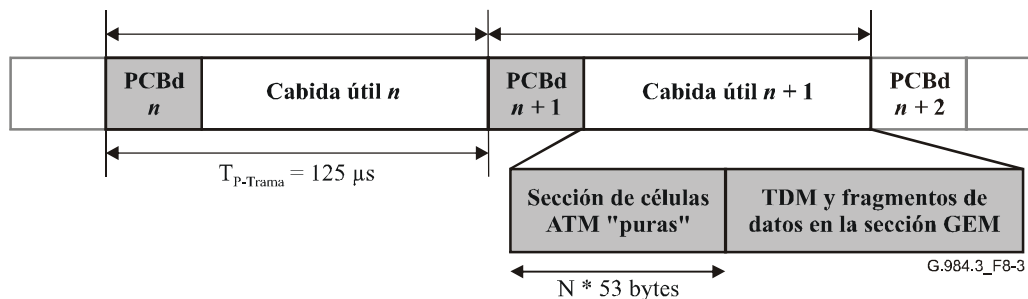 PCBd
n
Cabida útil n
PCBd
n + 1
Cabida útil n + 1
PCBd
n + 2
T_P-Trama = 125 µs
Sección de células
ATM "puras"
TDM y fragmentos de
datos en la sección GEM
G.984.3_F8-3
N * 53 bytes